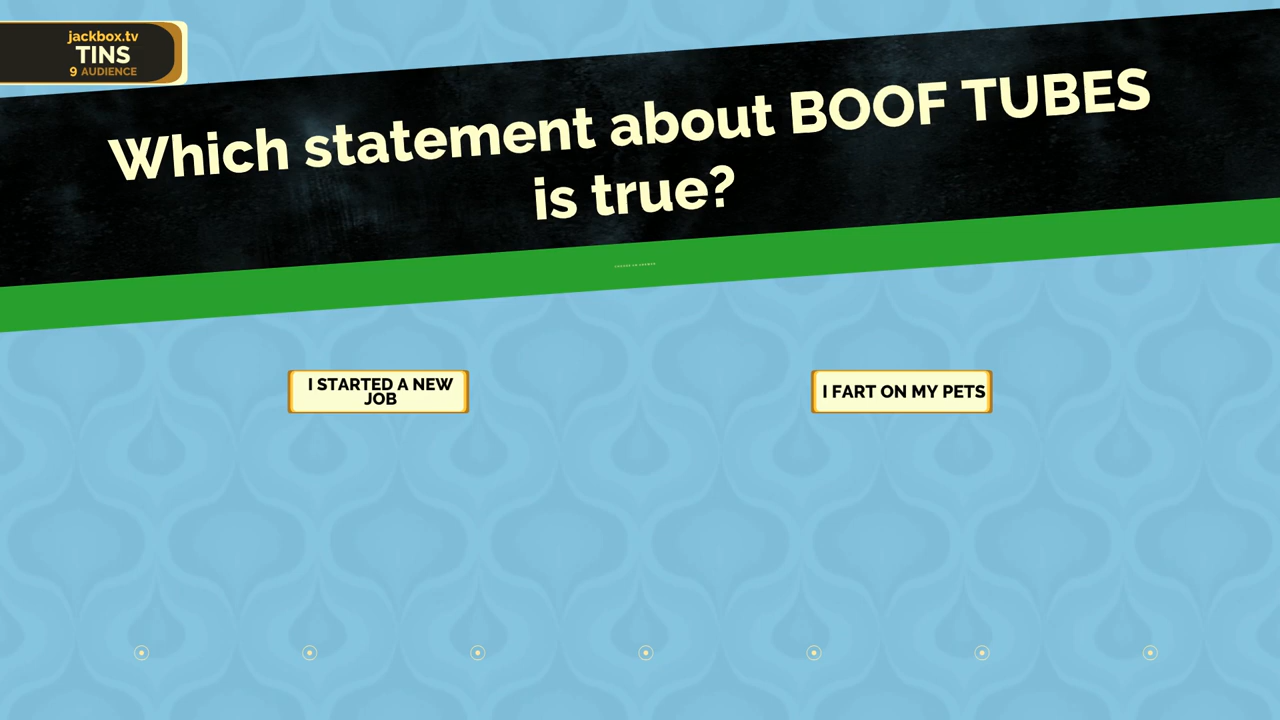 jackbox.tv
TINS
9 AUDIENCE
Which statement about BOOF TUBES
is true?
I STARTED A NEW
JOB
I FART ON MY PETS